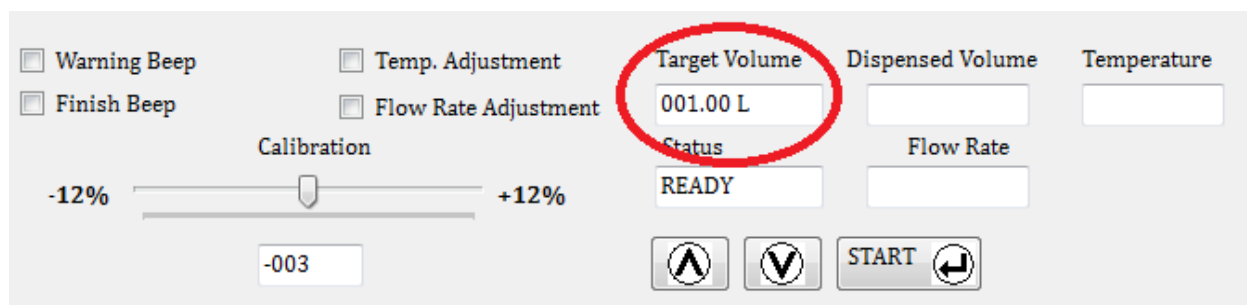 Warning Beep
Temp. Adjustment
Target Volume
Dispensed Volume
Temperature
Finish Beep
Flow Rate Adjustment
001.00 L
Calibration
Status
Flow Rate
-12%
+12%
READY
-003
START